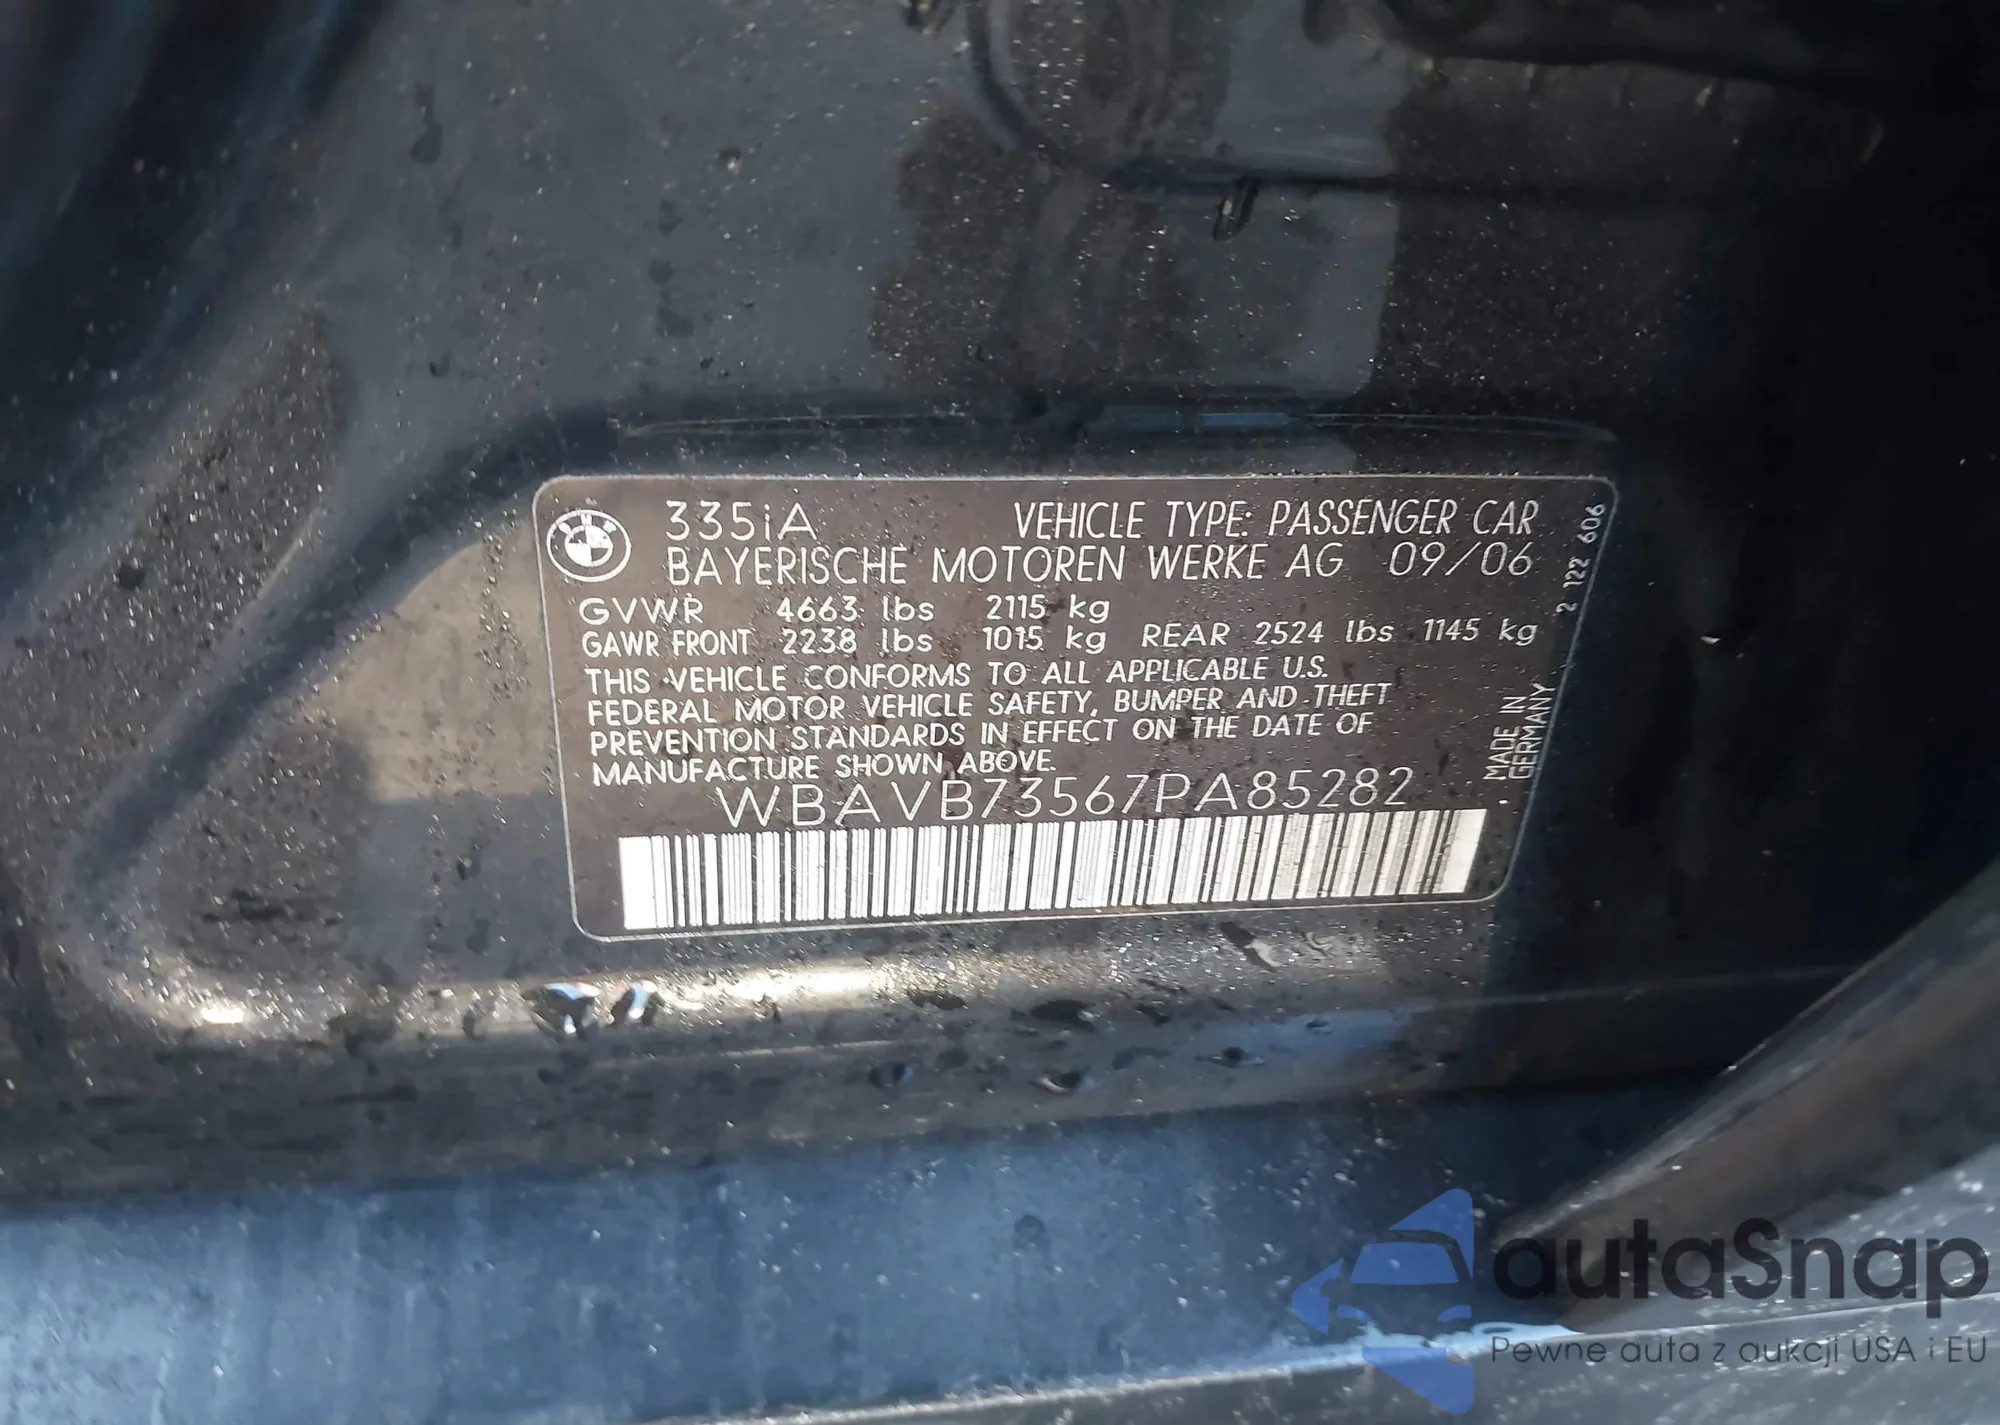 335iA VEHICLE TYPE: PASSENGER CAR
BAYERISCHE MOTOREN WERKE AG 09/06
GVWR 4663 lbs 2115 kg
GAWR FRONT 2238 lbs 1015 kg REAR 2524 lbs 1145 kg
THIS VEHICLE CONFORMS TO ALL APPLICABLE U.S.
FEDERAL MOTOR VEHICLE SAFETY, BUMPER AND THEFT
PREVENTION STANDARDS IN EFFECT ON THE DATE OF
MANUFACTURE SHOWN ABOVE.
WBAVB73567PA85282
2 122 606
MADE IN
GERMANY
autaSnap
Pewne auta z aukcji USA i EU